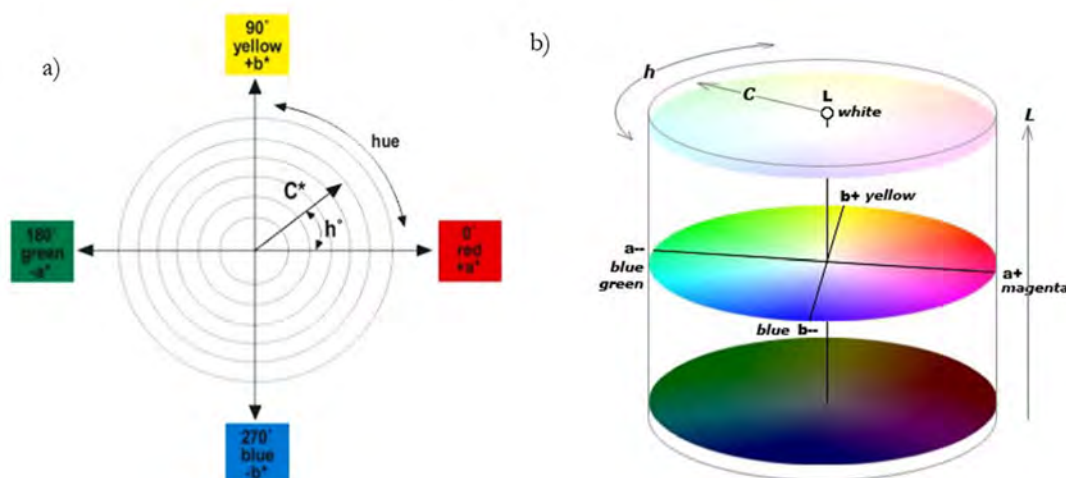 a)
90°
yellow
+b*
hue
C*
h°
180°
green
-a*
0°
red
+a*
270°
blue
-b*
b)
h
C
L
white
L
b+ yellow
a--
blue
green
a+
magenta
blue b--